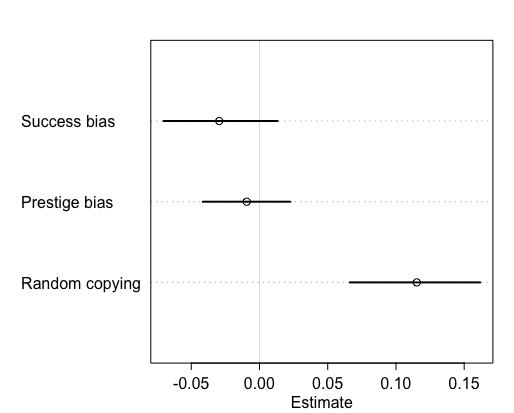 Success bias
Prestige bias
Random copying
-0.05 0.00 0.05 0.10 0.15
Estimate